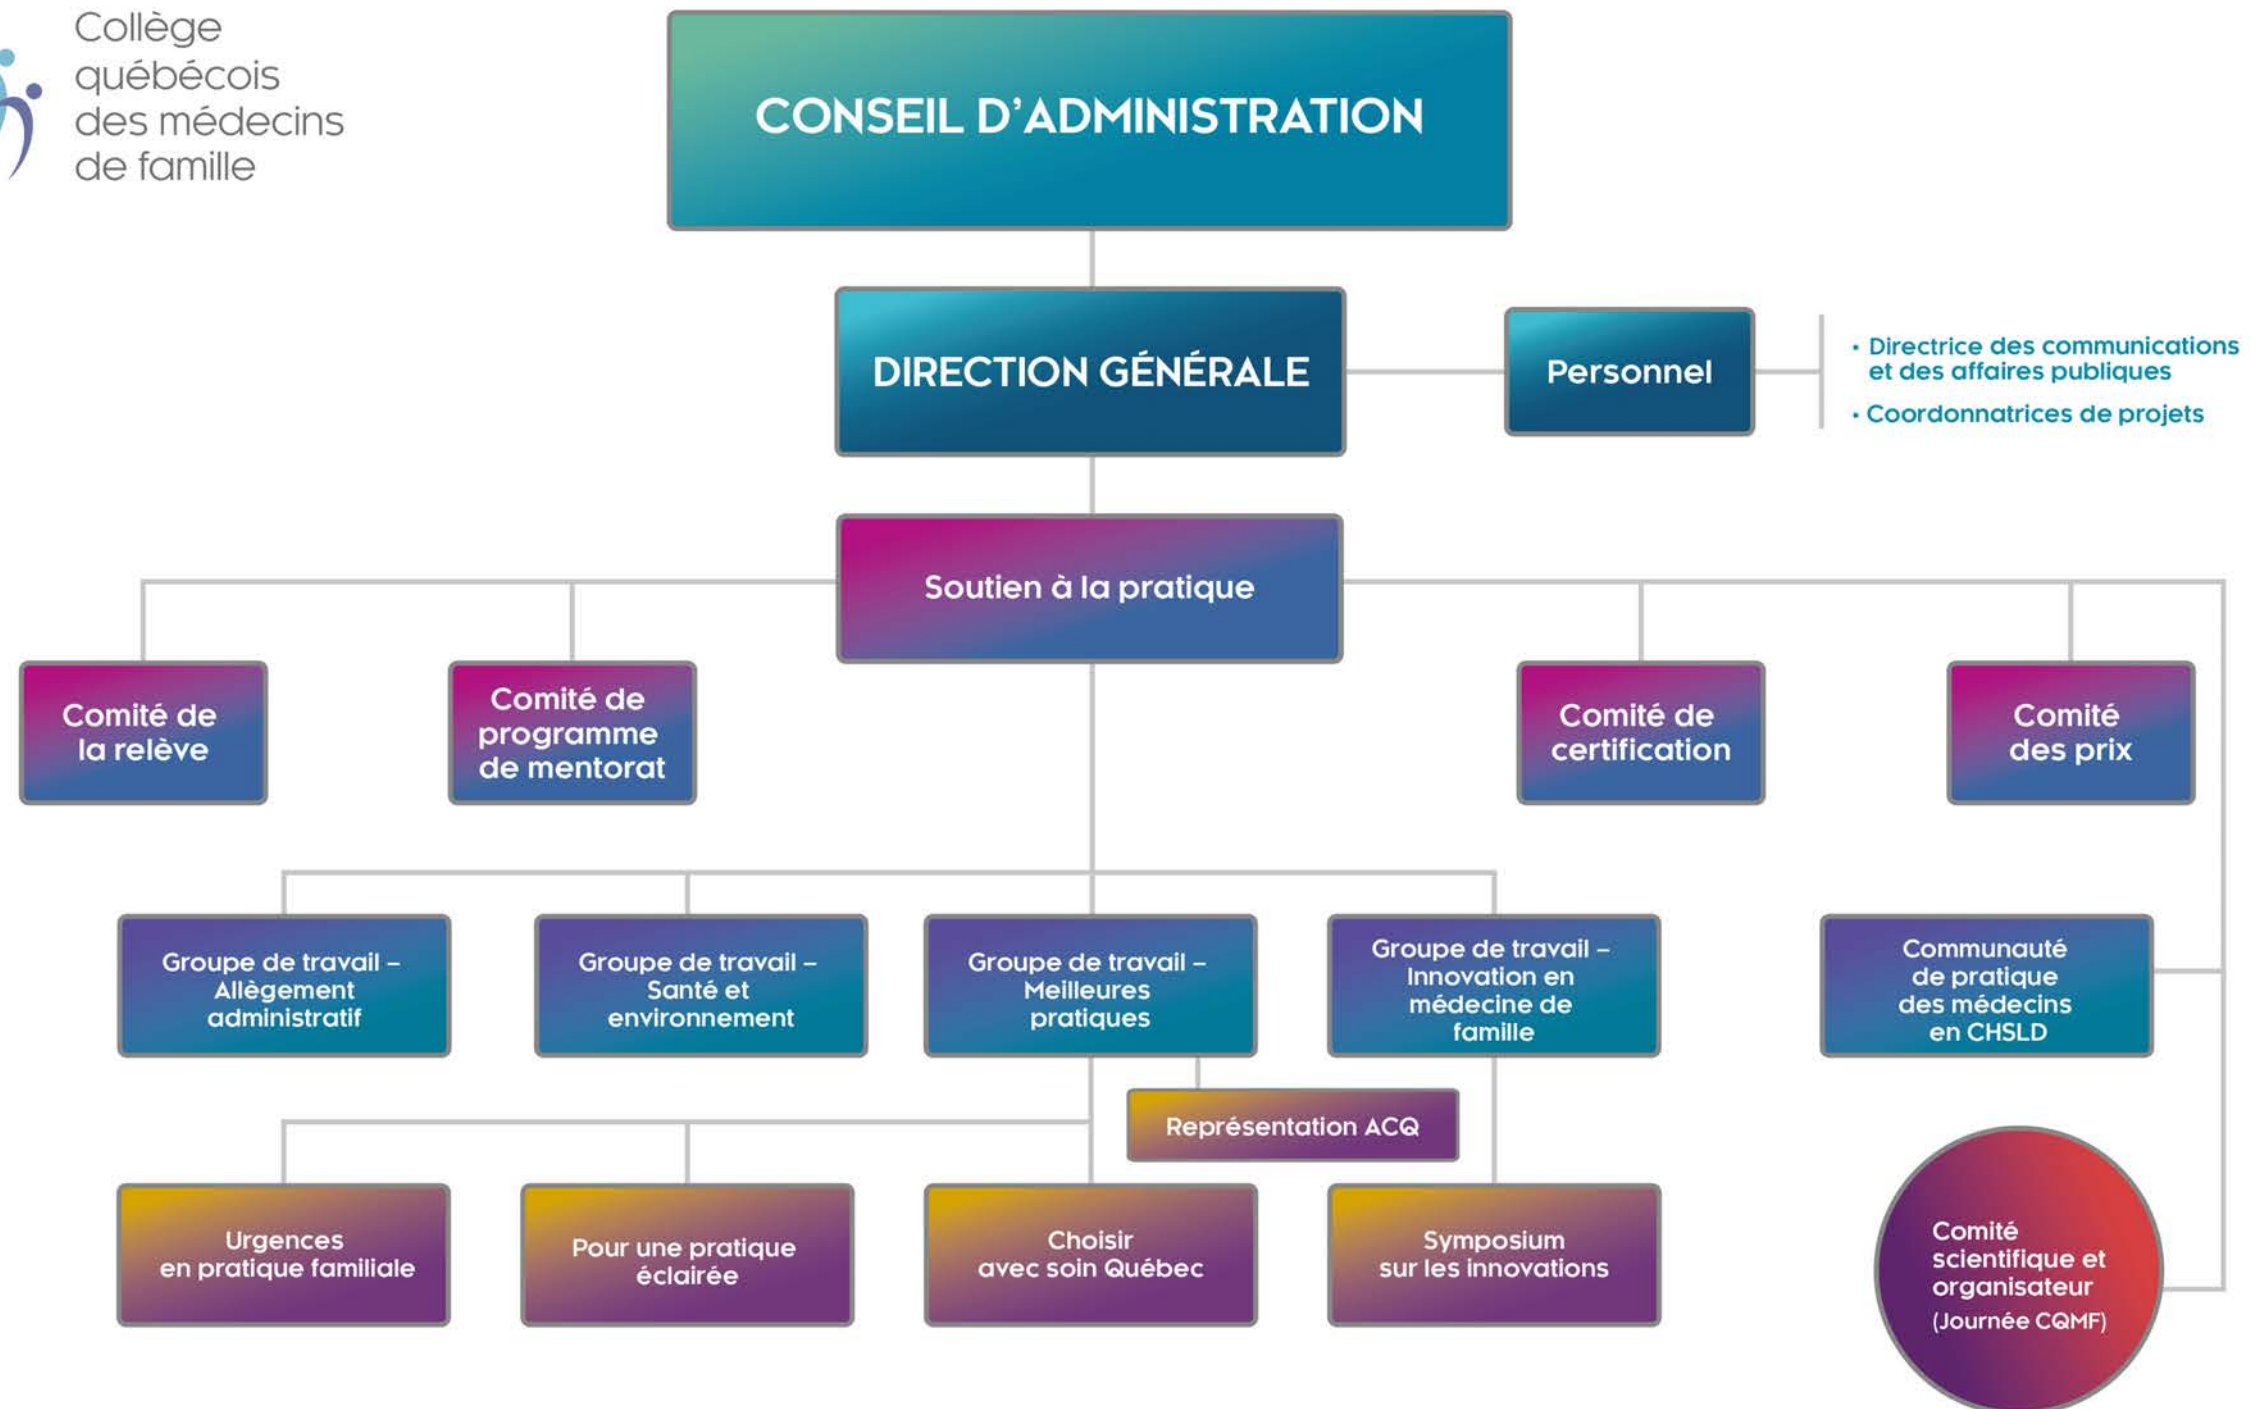 Collège
québécois
des médecins
de famille
CONSEIL D’ADMINISTRATION
DIRECTION GÉNÉRALE
Personnel
• Directrice des communications
et des affaires publiques
• Coordonnatrices de projets
Soutien à la pratique
Comité de
la relève
Comité de
programme
de mentorat
Comité de
certification
Comité
des prix
Groupe de travail –
Allègement
administratif
Groupe de travail –
Santé et
environnement
Groupe de travail –
Meilleures
pratiques
Groupe de travail –
Innovation en
médecine de
famille
Communauté
de pratique
des médecins
en CHSLD
Représentation ACQ
Urgences
en pratique familiale
Pour une pratique
éclairée
Choisir
avec soin Québec
Symposium
sur les innovations
Comité
scientifique et
organisateur
(Journée CQMF)